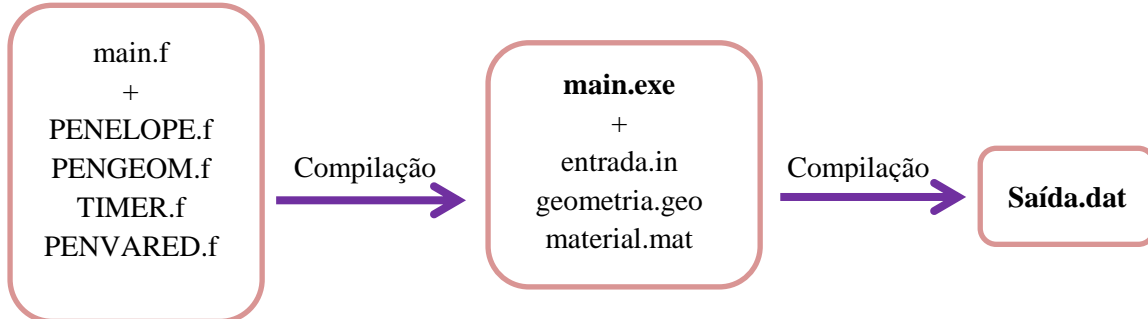 main.f
+
PENELOPE.f
PENGEOM.f
TIMER.f
PENVARED.f
Compilação
main.exe
+
entrada.in
geometria.geo
material.mat
Compilação
Saída.dat